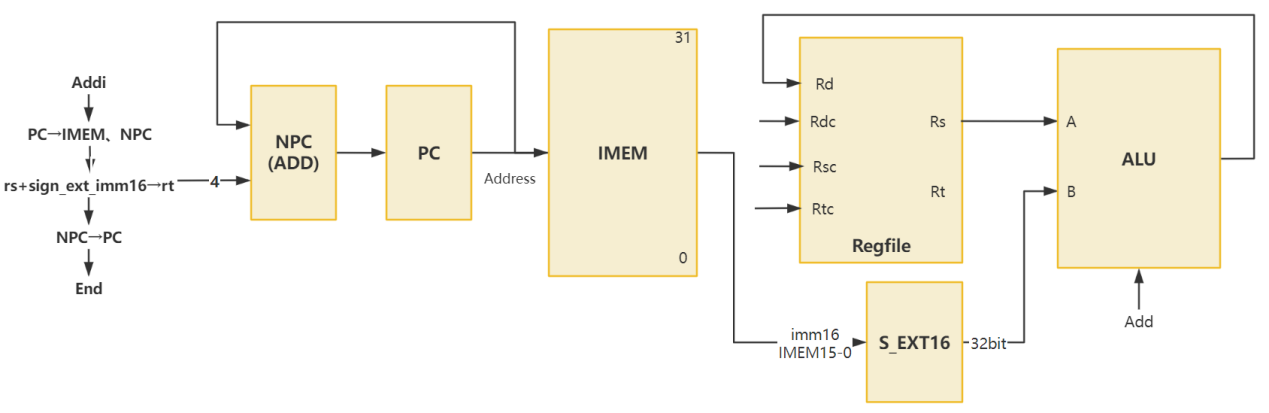 Addi
PC→IMEM、NPC
rs+sign_ext_imm16→rt
NPC→PC
End
4
NPC
(ADD)
PC
Address
31
IMEM
0
Rd
Rdc
Rsc
Rtc
Rs
Rt
Regfile
A
B
ALU
Add
imm16
IMEM15-0
S_EXT16
32bit